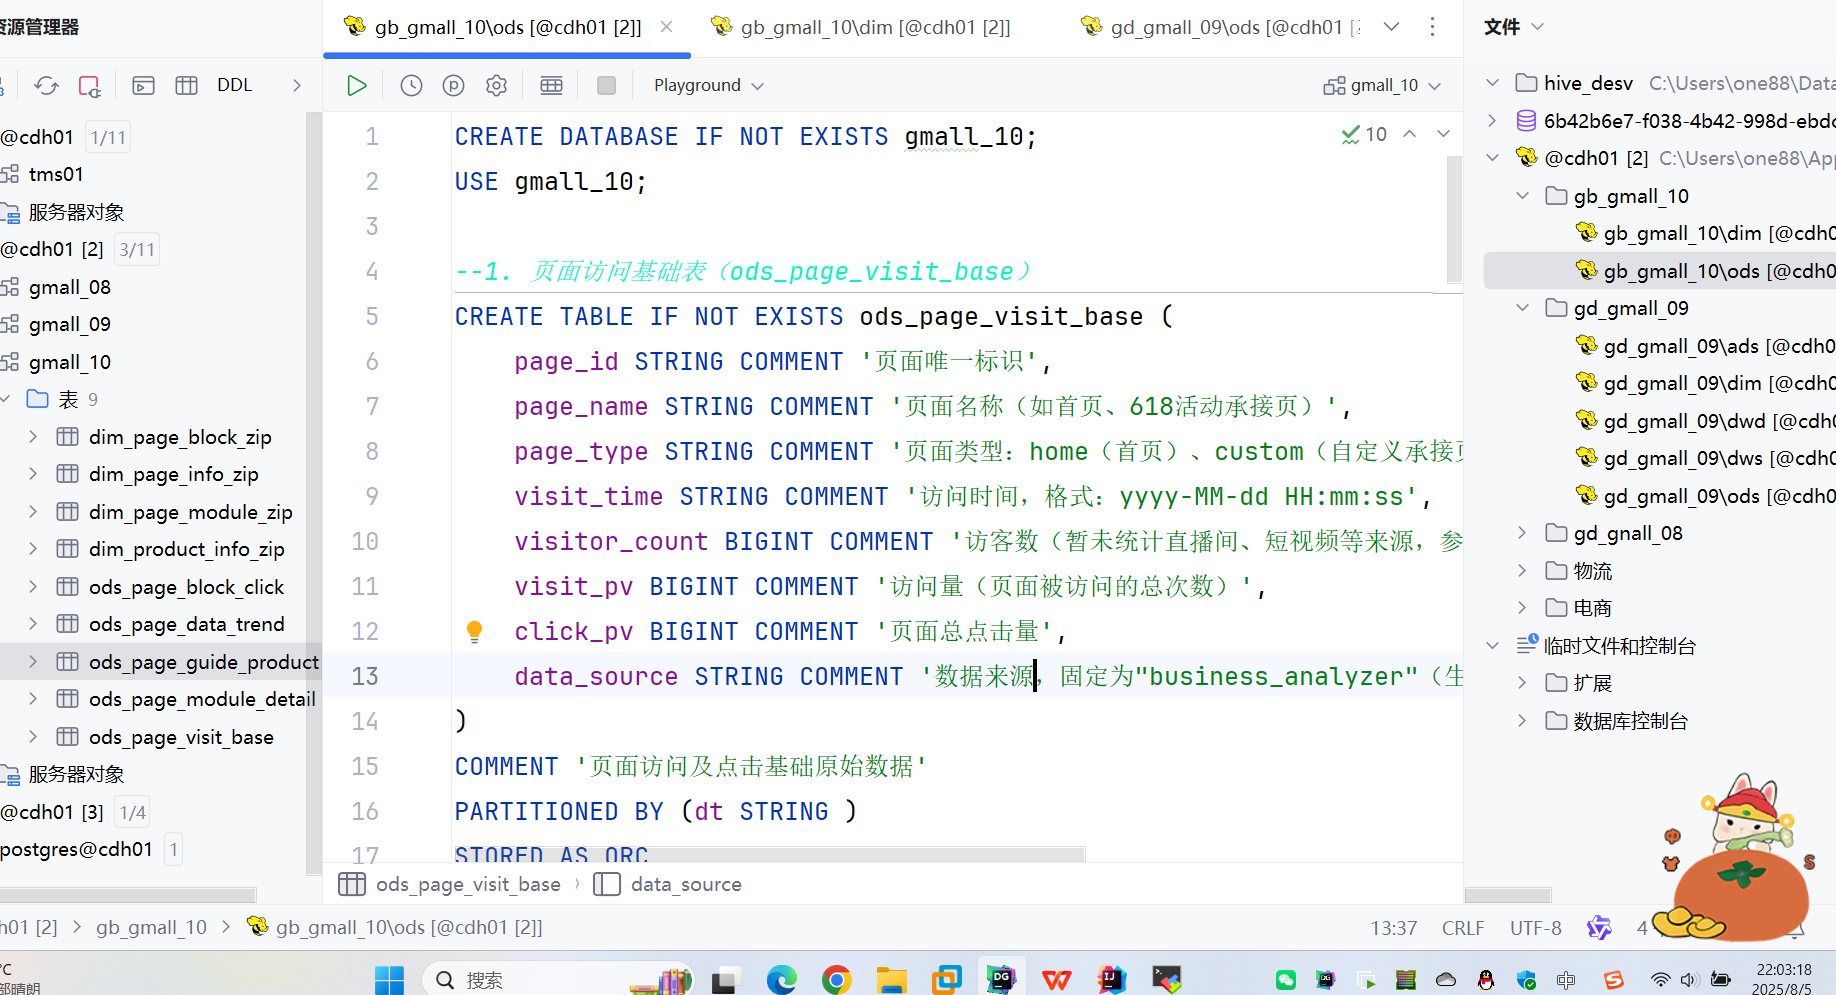 资源管理器
DDL
@cdh01 1/11
tms01
服务器对象
@cdh01 [2] 3/11
gmall_08
gmall_09
gmall_10
表 9
dim_page_block_zip
dim_page_info_zip
dim_page_module_zip
dim_product_info_zip
ods_page_block_click
ods_page_data_trend
ods_page_guide_product
ods_page_module_detail
ods_page_visit_base
服务器对象
@cdh01 [3] 1/4
postgres@cdh01 1
gb_gmall_10\ods [@cdh01 [2]]
gb_gmall_10\dim [@cdh01 [2]]
gd_gmall_09\ods [@cdh01 [
Playground
gmall_10
10
1 CREATE DATABASE IF NOT EXISTS gmall_10;
2 USE gmall_10;
3
4 --1. 页面访问基础表（ods_page_visit_base）
5 CREATE TABLE IF NOT EXISTS ods_page_visit_base (
6 page_id STRING COMMENT '页面唯一标识',
7 page_name STRING COMMENT '页面名称（如首页、618活动承接页）',
8 page_type STRING COMMENT '页面类型：home（首页）、custom（自定义承接页
9 visit_time STRING COMMENT '访问时间，格式：yyyy-MM-dd HH:mm:ss',
10 visitor_count BIGINT COMMENT '访客数（暂未统计直播间、短视频等来源，参
11 visit_pv BIGINT COMMENT '访问量（页面被访问的总次数）',
12 click_pv BIGINT COMMENT '页面总点击量',
13 data_source STRING COMMENT '数据来源，固定为"business_analyzer"（生
14 )
15 COMMENT '页面访问及点击基础原始数据'
16 PARTITIONED BY (dt STRING )
17 STORED AS ORC
ods_page_visit_base
data_source
文件
hive_desv C:\Users\one88\Data
6b42b6e7-f038-4b42-998d-ebd
@cdh01 [2] C:\Users\one88\App
gb_gmall_10
gb_gmall_10\dim [@cdh0
gb_gmall_10\ods [@cdh0
gd_gmall_09
gd_gmall_09\ads [@cdh0
gd_gmall_09\dim [@cdh0
gd_gmall_09\dwd [@cdh0
gd_gmall_09\dws [@cdh0
gd_gmall_09\ods [@cdh0
gd_gnall_08
物流
电商
临时文件和控制台
扩展
数据库控制台
h01 [2] > gb_gmall_10 > gb_gmall_10\ods [@cdh01 [2]]
13:37 CRLF UTF-8 4
°C
部晴朗
搜索
中
22:03:18
2025/8/5